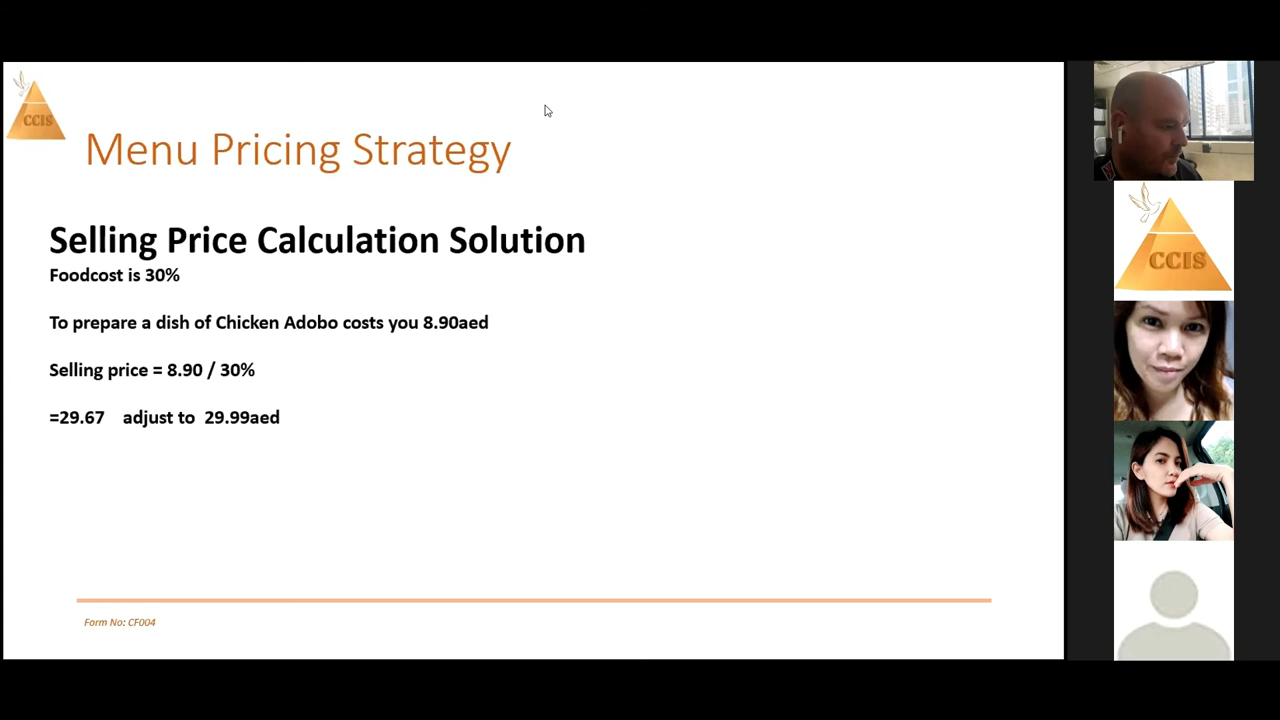 CCIS
Menu Pricing Strategy
Selling Price Calculation Solution
Foodcost is 30%
To prepare a dish of Chicken Adobo costs you 8.90aed
Selling price = 8.90 / 30%
=29.67 adjust to 29.99aed
Form No: CF004
CCIS